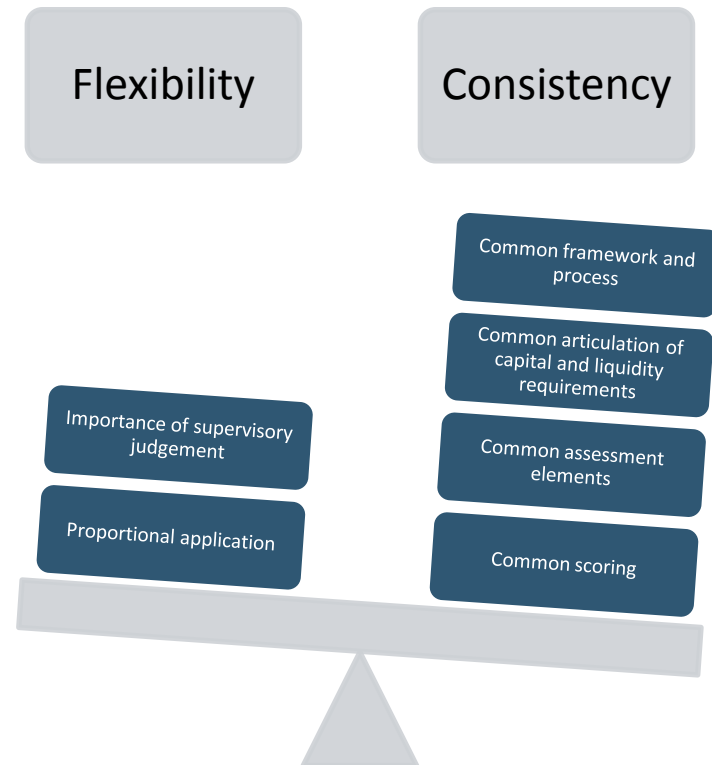 Flexibility
Consistency
Common framework and
process
Common articulation of
capital and liquidity
requirements
Importance of supervisory
judgement
Common assessment
elements
Proportional application
Common scoring